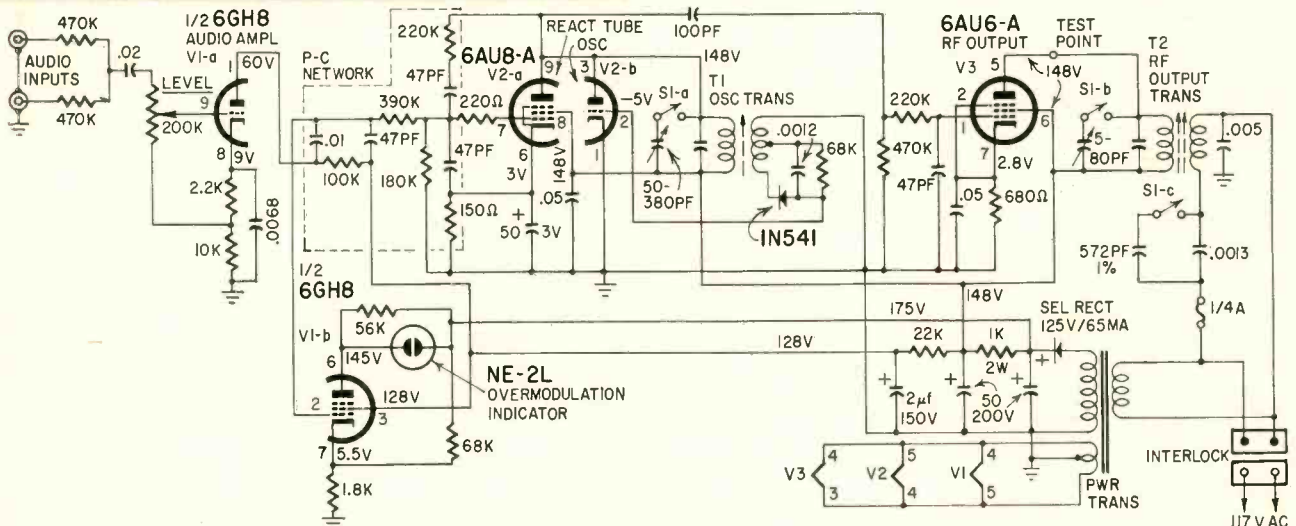 470K
AUDIO
INPUTS
470K
.02
LEVEL
200K
1/2 6GH8
AUDIO AMPL
V1-a
60V
1
9
8
9V
2.2K
10K
.0068
P-C
NETWORK
.01
100K
390K
47PF
180K
220K
47PF
47PF
220Ω
150Ω
6AU8-A
V2-a
REACT TUBE
OSC
V2-b
9
3
8
7
6
3V
148V
+
50
3V
.05
-5V
2
1
100PF
148V
S1-a
50-
380PF
T1
OSC TRANS
.0012
68K
1N541
220K
470K
47PF
6AU6-A
RF OUTPUT
V3
5
2
1
6
7
2.8V
.05
680Ω
TEST
POINT
148V
S1-b
5-
80PF
T2
RF
OUTPUT
TRANS
.005
S1-c
572PF
1%
.0013
1/4A
1/2
6GH8
V1-b
56K
6
145V
2
3
128V
7
5.5V
1.8K
68K
NE-2L
OVERMODULATION
INDICATOR
128V
175V
148V
22K
1K
2W
SEL RECT
125V/65MA
+
+
+
+
2µf
150V
50
200V
V3
4
3
V2
5
4
V1
4
5
PWR
TRANS
INTERLOCK
117 V AC